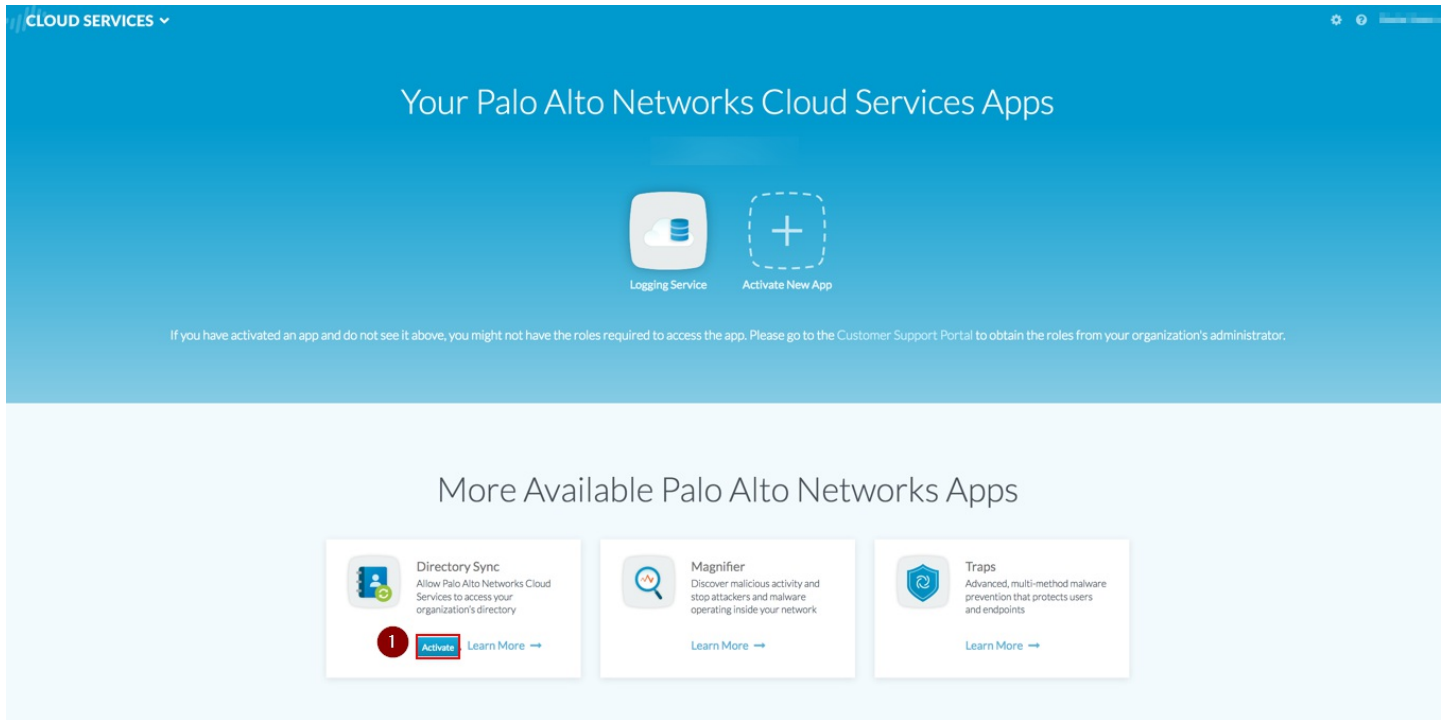 CLOUD SERVICES
Your Palo Alto Networks Cloud Services Apps
Logging Service
Activate New App
If you have activated an app and do not see it above, you might not have the roles required to access the app. Please go to the Customer Support Portal to obtain the roles from your organization's administrator.
More Available Palo Alto Networks Apps
Directory Sync
Allow Palo Alto Networks Cloud
Services to access your
organization's directory
1
Activate
Learn More →
Magnifier
Discover malicious activity and
stop attackers and malware
operating inside your network
Learn More →
Traps
Advanced, multi-method malware
prevention that protects users
and endpoints
Learn More →